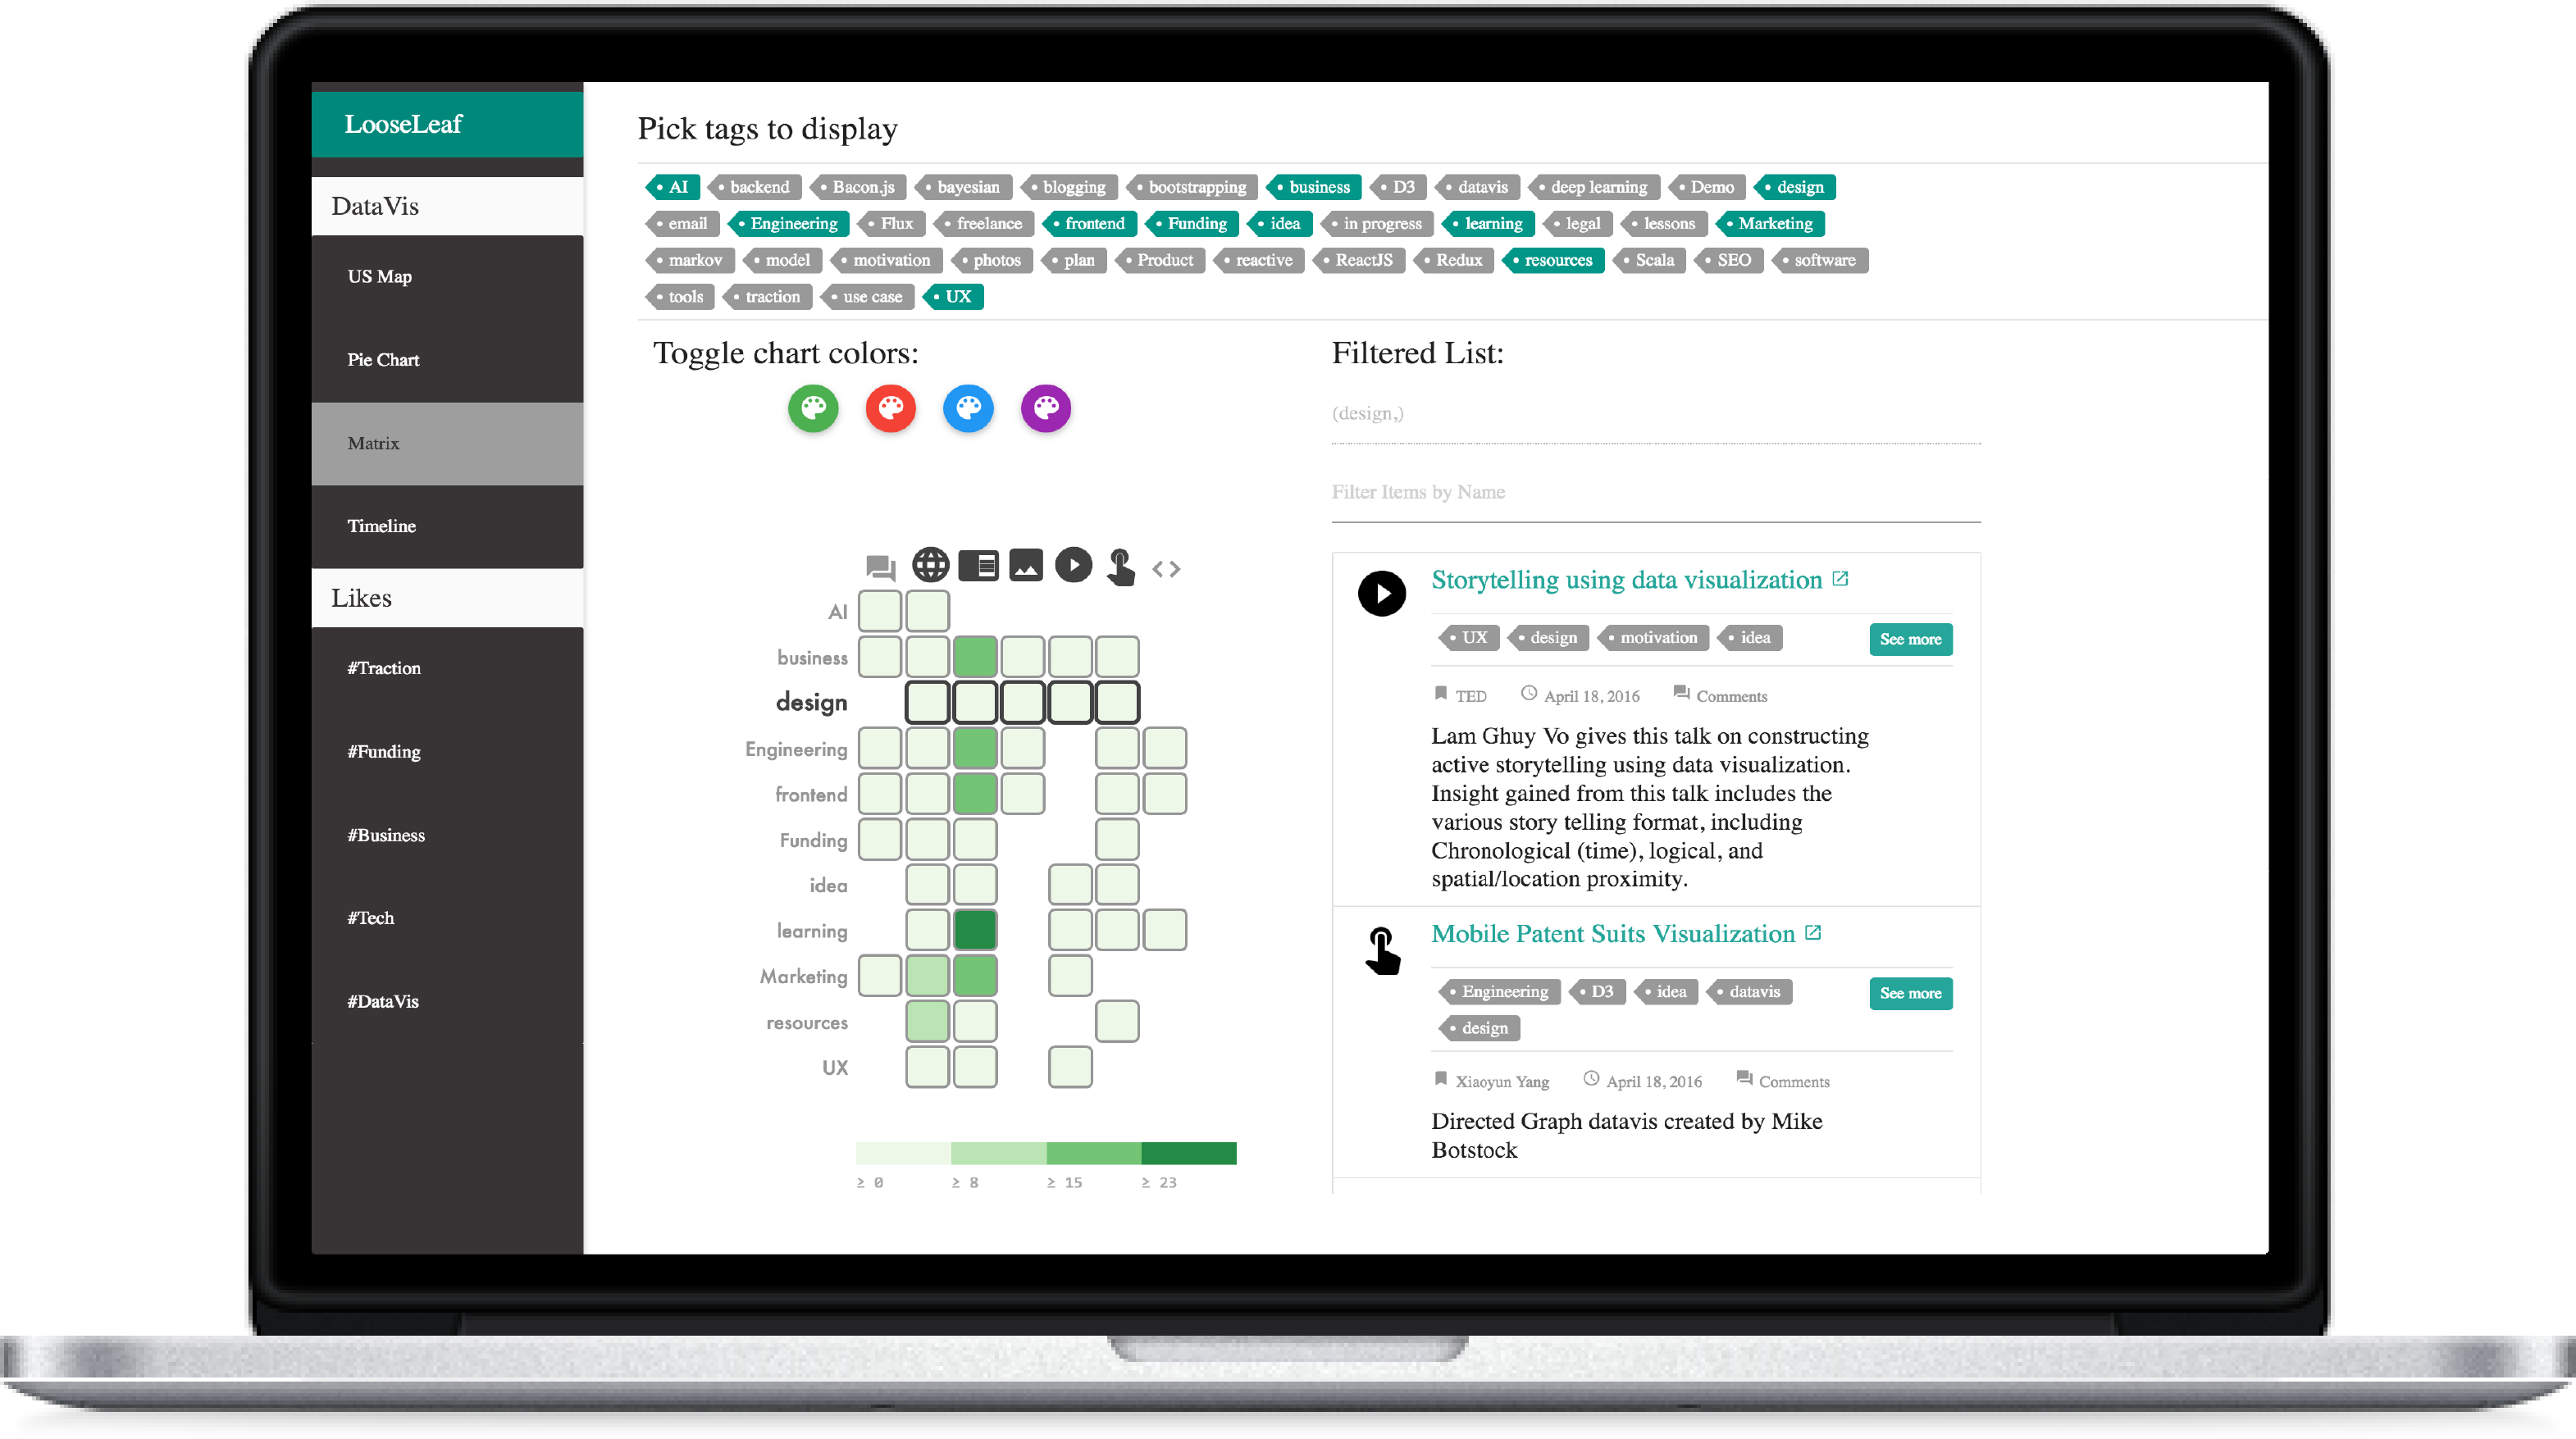 LooseLeaf
DataVis
US Map
Pie Chart
Matrix
Timeline
Likes
#Traction
#Funding
#Business
#Tech
#DataVis
Pick tags to display
AI backend Bacon.js bayesian blogging bootstrapping business D3 datavis deep learning Demo design
email Engineering Flux freelance frontend Funding idea in progress learning legal lessons Marketing
markov model motivation photos plan Product reactive ReactJS Redux resources Scala SEO software
tools traction use case UX
Toggle chart colors:
AI
business
design
Engineering
frontend
Funding
idea
learning
Marketing
resources
UX
≥ 0 ≥ 8 ≥ 15 ≥ 23
Filtered List:
(design,)
Filter Items by Name
Storytelling using data visualization
UX design motivation idea See more
TED April 18, 2016 Comments
Lam Ghuy Vo gives this talk on constructing
active storytelling using data visualization.
Insight gained from this talk includes the
various story telling format, including
Chronological (time), logical, and
spatial/location proximity.
Mobile Patent Suits Visualization
Engineering D3 idea datavis See more
design
Xiaoyun Yang April 18, 2016 Comments
Directed Graph datavis created by Mike
Botstock